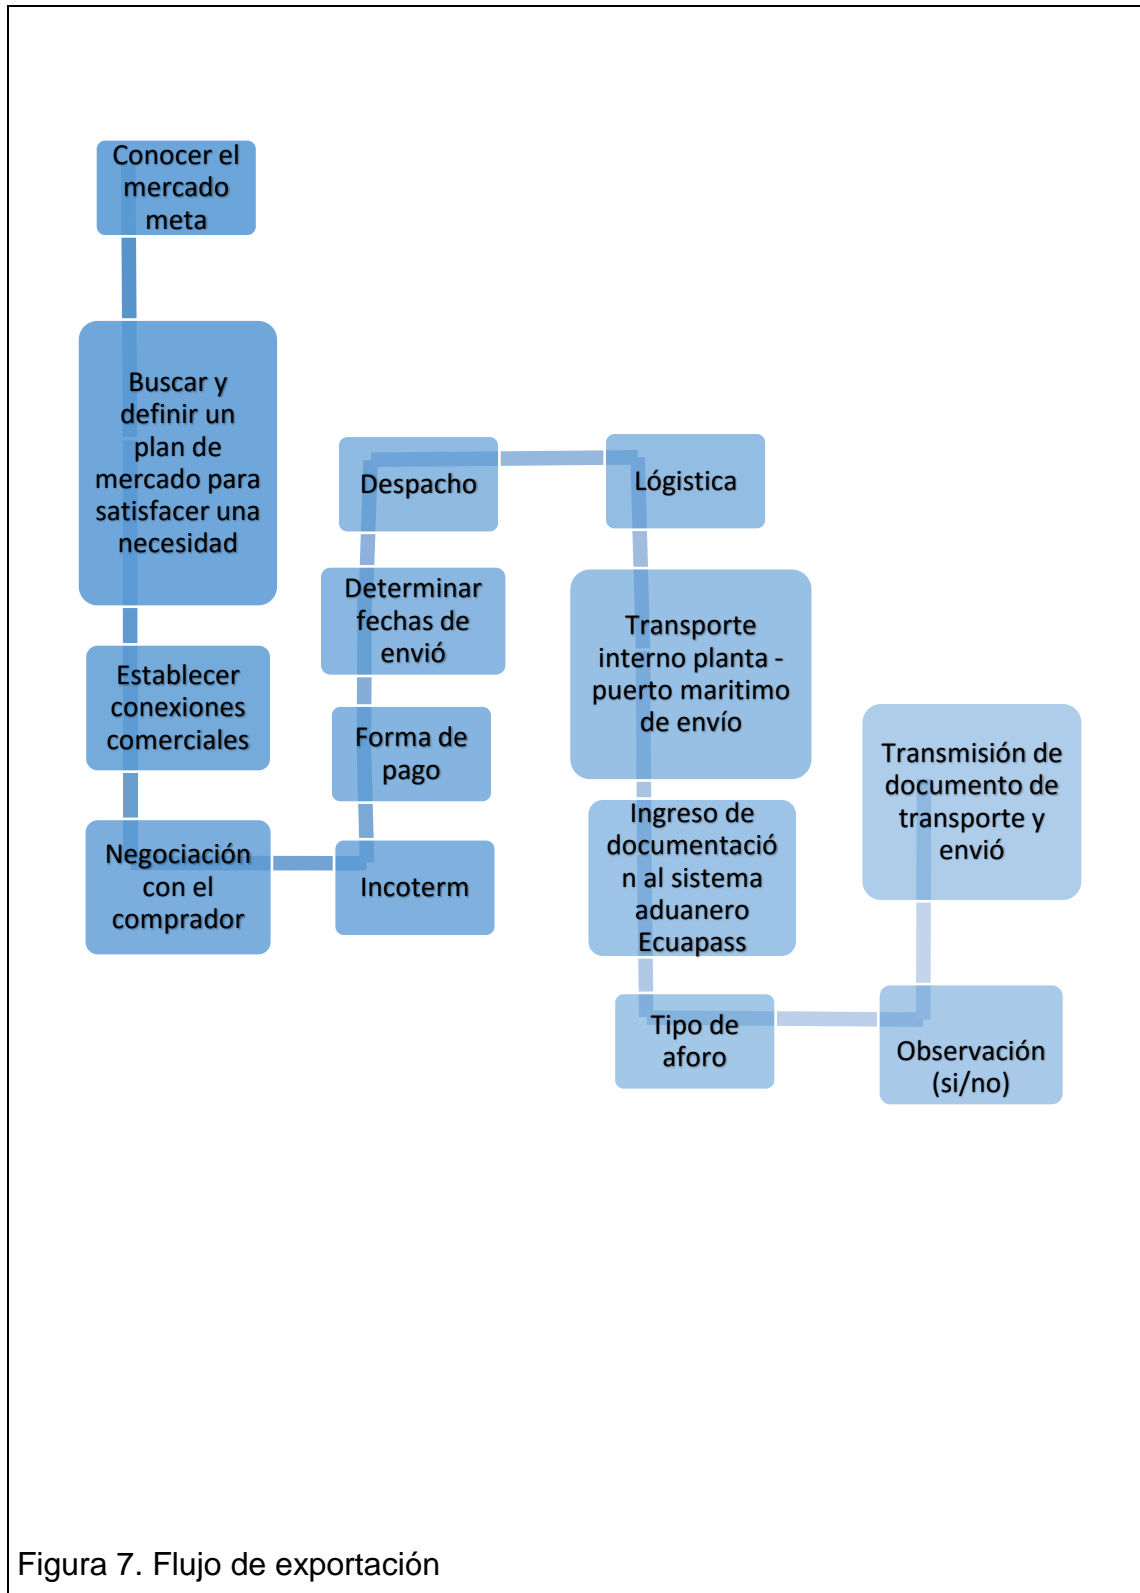 Conocer el
mercado
meta
Buscar y
definir un
plan de
mercado para
satisfacer una
necesidad
Establecer
conexiones
comerciales
Negociación
con el
comprador
Incoterm
Forma de
pago
Determinar
fechas de
envió
Despacho
Lógistica
Transporte
interno planta -
puerto maritimo
de envío
Ingreso de
documentació
n al sistema
aduanero
Ecuapass
Tipo de
aforo
Observación
(si/no)
Transmisión de
documento de
transporte y
envió
Figura 7. Flujo de exportación